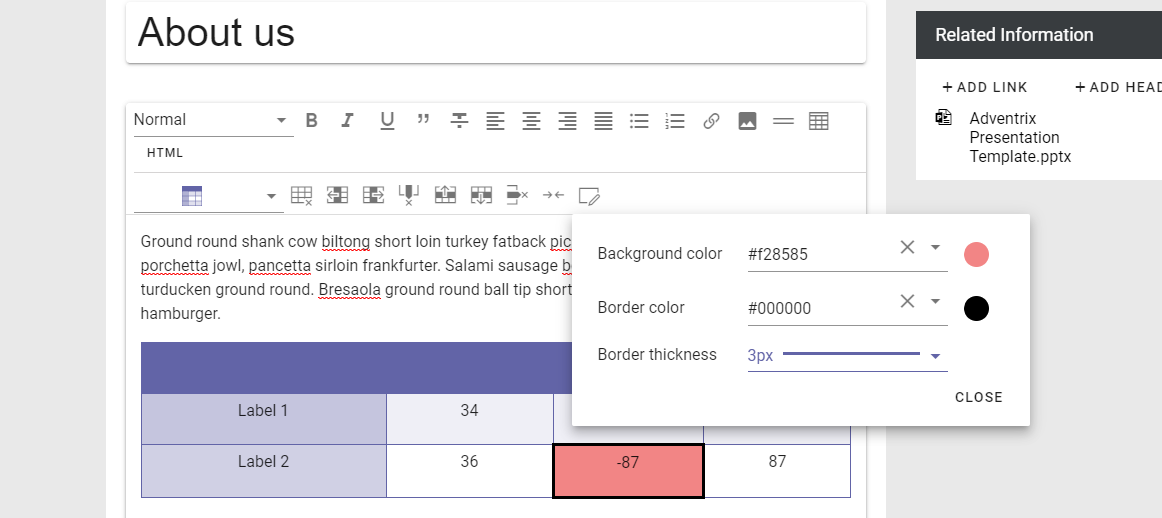 About us
Related Information
+ ADD LINK
+ ADD HEAD
Adventrix
Presentation
Template.pptx
Normal
B I U
HTML
Ground round shank cow biltong short loin turkey fatback pic
porchetta jowl, pancetta sirloin frankfurter. Salami sausage b
turducken ground round. Bresaola ground round ball tip short
hamburger.
Background color #f28585
Border color #000000
Border thickness 3px
CLOSE
Label 1 34
Label 2 36 -87 87